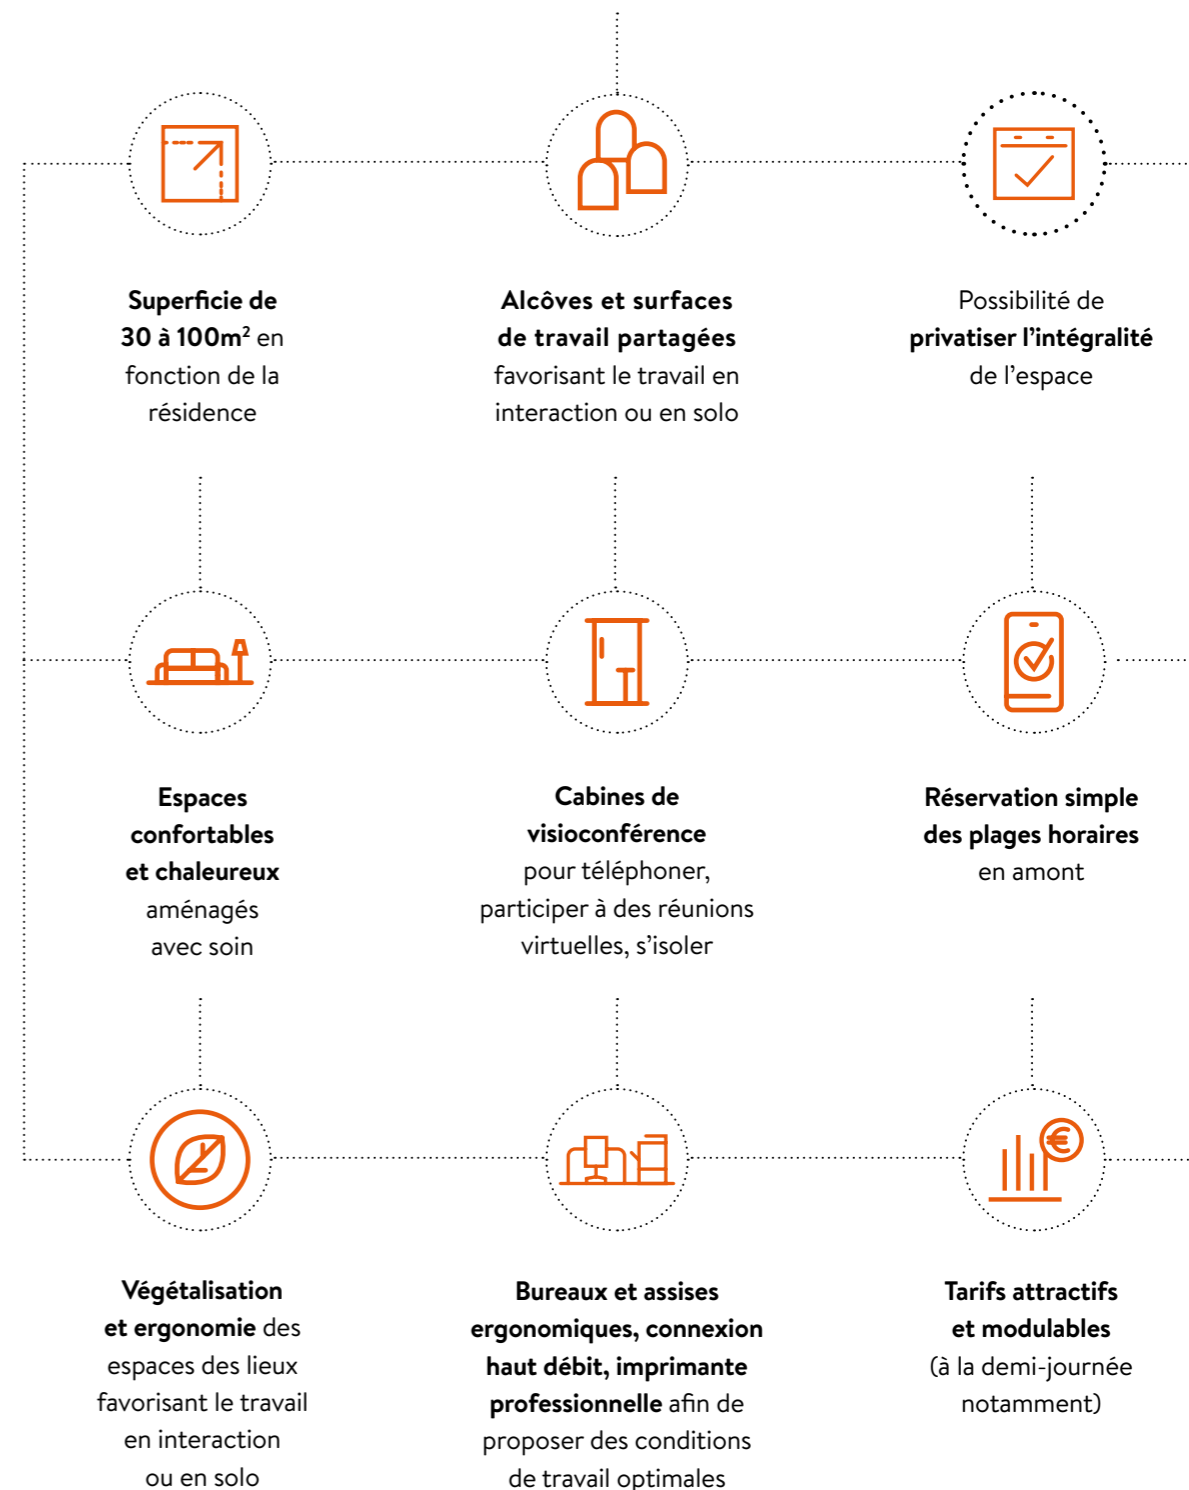 Superficie de
30 à 100m² en
fonction de la
résidence
Alcôves et surfaces
de travail partagées
favorisant le travail en
interaction ou en solo
Possibilité de
privatiser l'intégralité
de l'espace
Espaces
confortables
et chaleureux
aménagés
avec soin
Cabines de
visioconférence
pour téléphoner,
participer à des réunions
virtuelles, s'isoler
Réservation simple
des plages horaires
en amont
Végétalisation
et ergonomie des
espaces des lieux
favorisant le travail
en interaction
ou en solo
Bureaux et assises
ergonomiques, connexion
haut débit, imprimante
professionnelle afin de
proposer des conditions
de travail optimales
€
Tarifs attractifs
et modulables
(à la demi-journée
notamment)